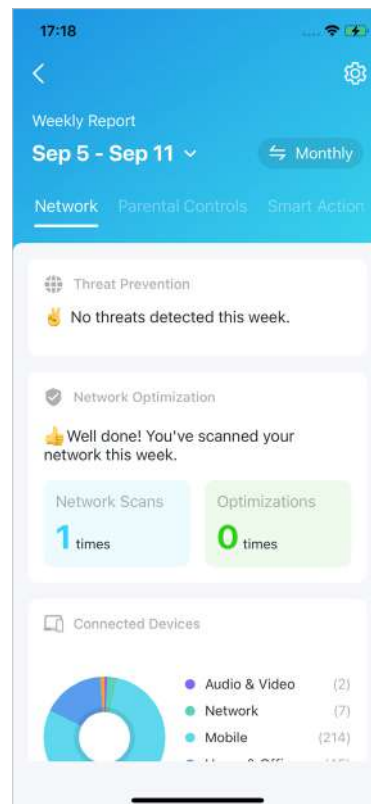 17:18
Weekly Report
Sep 5 - Sep 11
Monthly
Network Parental Controls Smart Action
Threat Prevention
✌️ No threats detected this week.
Network Optimization
👍Well done! You've scanned your
network this week.
Network Scans
1 times
Optimizations
0 times
Connected Devices
Audio & Video (2)
Network (7)
Mobile (214)